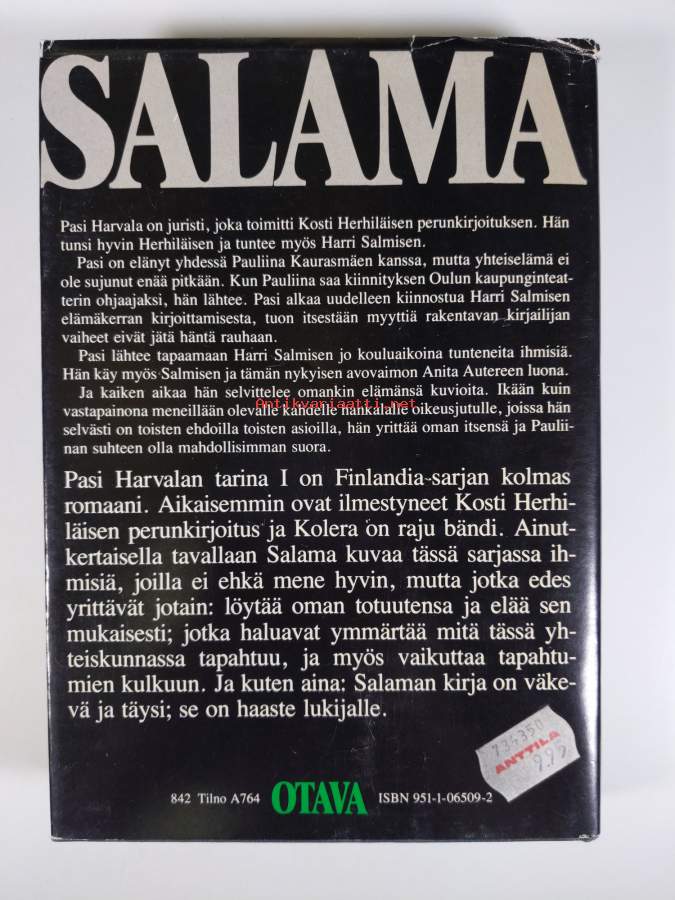 SALAMA
Pasi Harvala on juristi, joka toimitti Kosti Herhiläisen perunkirjoituksen. Hän
tunsi hyvin Herhiläisen ja tuntee myös Harri Salmisen.
Pasi on elänyt yhdessä Pauliina Kaurasmäen kanssa, mutta yhteiselämä ei
ole sujunut enää pitkään. Kun Pauliina saa kiinnityksen Oulun kaupunginteat-
terin ohjaajaksi, hän lähtee. Pasi alkaa uudelleen kiinnostua Harri Salmisen
elämäkerran kirjoittamisesta, tuon itsestään myyttiä rakentavan kirjailijan
vaiheet eivät jätä häntä rauhaan.
Pasi lähtee tapaamaan Harri Salmisen jo kouluaikoina tunteneita ihmisiä.
Hän käy myös Salmisen ja tämän nykyisen avovaimon Anita Autereen luona.
Ja kaiken aikaa hän selvittelee omankin elämänsä kuvioita. Ikään kuin
Antikvariaatti.net
vastapainona meneillään olevalle kahdelle hankalalle oikeusjutulle, joissa hän
selvästi on toisten ehdoilla toisten asioilla, hän yrittää oman itsensä ja Paulii-
nan suhteen olla mahdollisimman suora.
Pasi Harvalan tarina I on Finlandia-sarjan kolmas
romaani. Aikaisemmin ovat ilmestyneet Kosti Herhi-
läisen perunkirjoitus ja Kolera on raju bändi. Ainut-
kertaisella tavallaan Salama kuvaa tässä sarjassa ih-
misiä, joilla ei ehkä mene hyvin, mutta jotka edes
yrittävät jotain: löytää oman totuutensa ja elää sen
mukaisesti; jotka haluavat ymmärtää mitä tässä yh-
teiskunnassa tapahtuu, ja myös vaikuttaa tapahtu-
mien kulkuun. Ja kuten aina: Salaman kirja on väke-
vä ja täysi; se on haaste lukijalle.
734350
ANTTILA
9.95
842 Tilno A764 OTAVA ISBN 951-1-06509-2